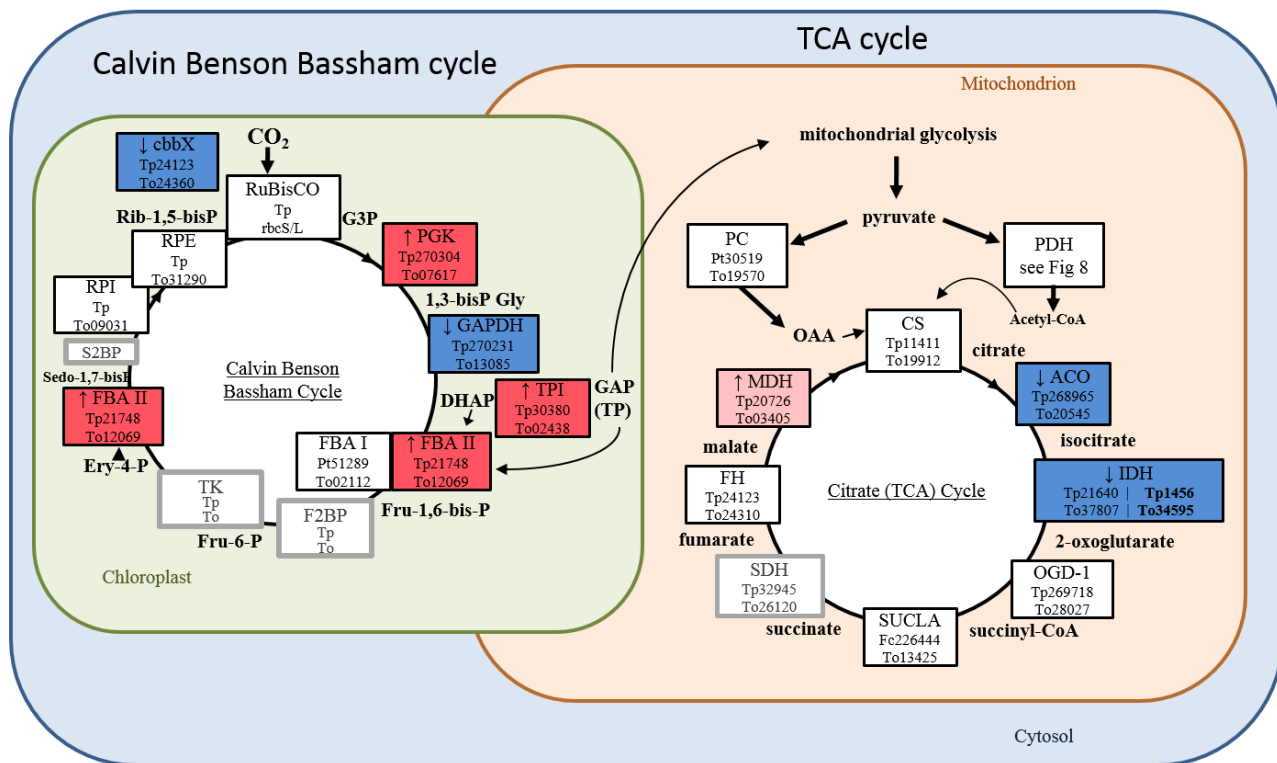 Calvin Benson Bassham cycle
TCA cycle
Mitochondrion
↓ cbbX
Tp24123
To24360
CO2
RuBisCO
Tp
rbcS/L
Rib-1,5-bisP
G3P
RPE
Tp
To31290
↑ PGK
Tp270304
To07617
RPI
Tp
To09031
1,3-bisP Gly
↓ GAPDH
Tp270231
To13085
S2BP
Sedo-1,7-bisP
Calvin Benson
Bassham Cycle
↑ FBA II
Tp21748
To12069
Ery-4-P
DHAP
↑ TPI
Tp30380
To02438
GAP
(TP)
FBA I
Pt51289
To02112
↑ FBA II
Tp21748
To12069
Fru-1,6-bis-P
TK
Tp
To
Fru-6-P
F2BP
Tp
To
Chloroplast
mitochondrial glycolysis
pyruvate
PC
Pt30519
To19570
PDH
see Fig 8
Acetyl-CoA
OAA
CS
Tp11411
To19912
citrate
↑ MDH
Tp20726
To03405
malate
↓ ACO
Tp268965
To20545
isocitrate
FH
Tp24123
To24310
fumarate
Citrate (TCA) Cycle
↓ IDH
Tp21640 | Tp1456
To37807 | To34595
2-oxoglutarate
SDH
Tp32945
To26120
succinate
OGD-1
Tp269718
To28027
SUCLA
Fc226444
To13425
succinyl-CoA
Cytosol